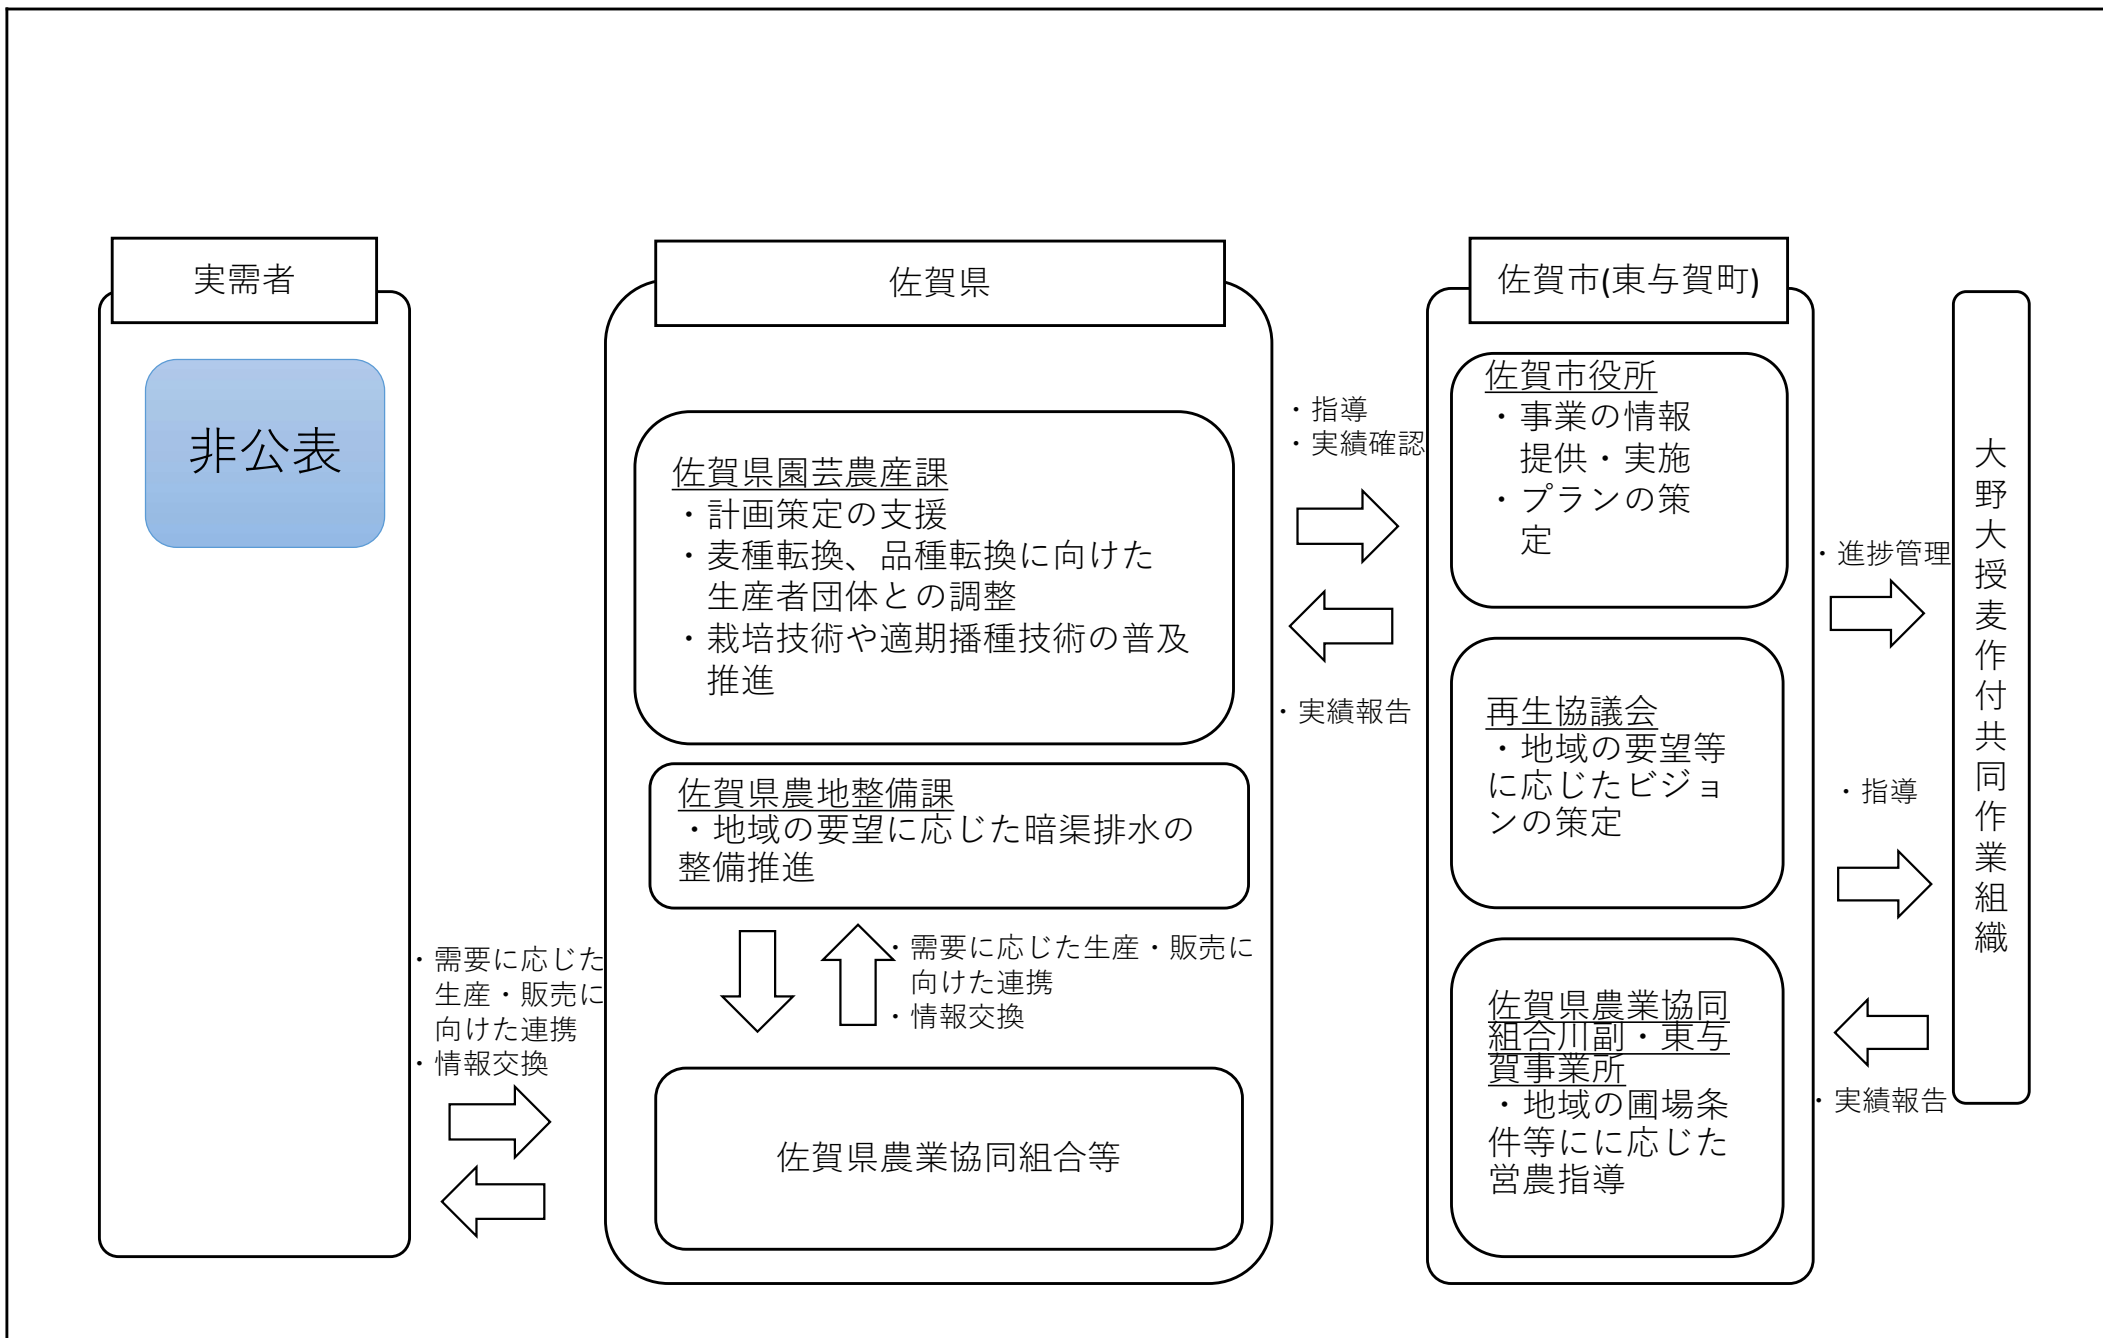 実需者
非公表
・需要に応じた
生産・販売に
向けた連携
・情報交換
佐賀県
佐賀県園芸農産課
・計画策定の支援
・麦種転換、品種転換に向けた
生産者団体との調整
・栽培技術や適期播種技術の普及
推進
佐賀県農地整備課
・地域の要望に応じた暗渠排水の
整備推進
・需要に応じた生産・販売に
向けた連携
・情報交換
佐賀県農業協同組合等
・指導
・実績確認
・実績報告
佐賀市(東与賀町)
佐賀市役所
・事業の情報
提供・実施
・プランの策
定
再生協議会
・地域の要望等
に応じたビジョ
ンの策定
佐賀県農業協同
組合川副・東与
賀事業所
・地域の圃場条
件等にに応じた
営農指導
・進捗管理
・指導
・実績報告
大野大授麦作付共同作業組織